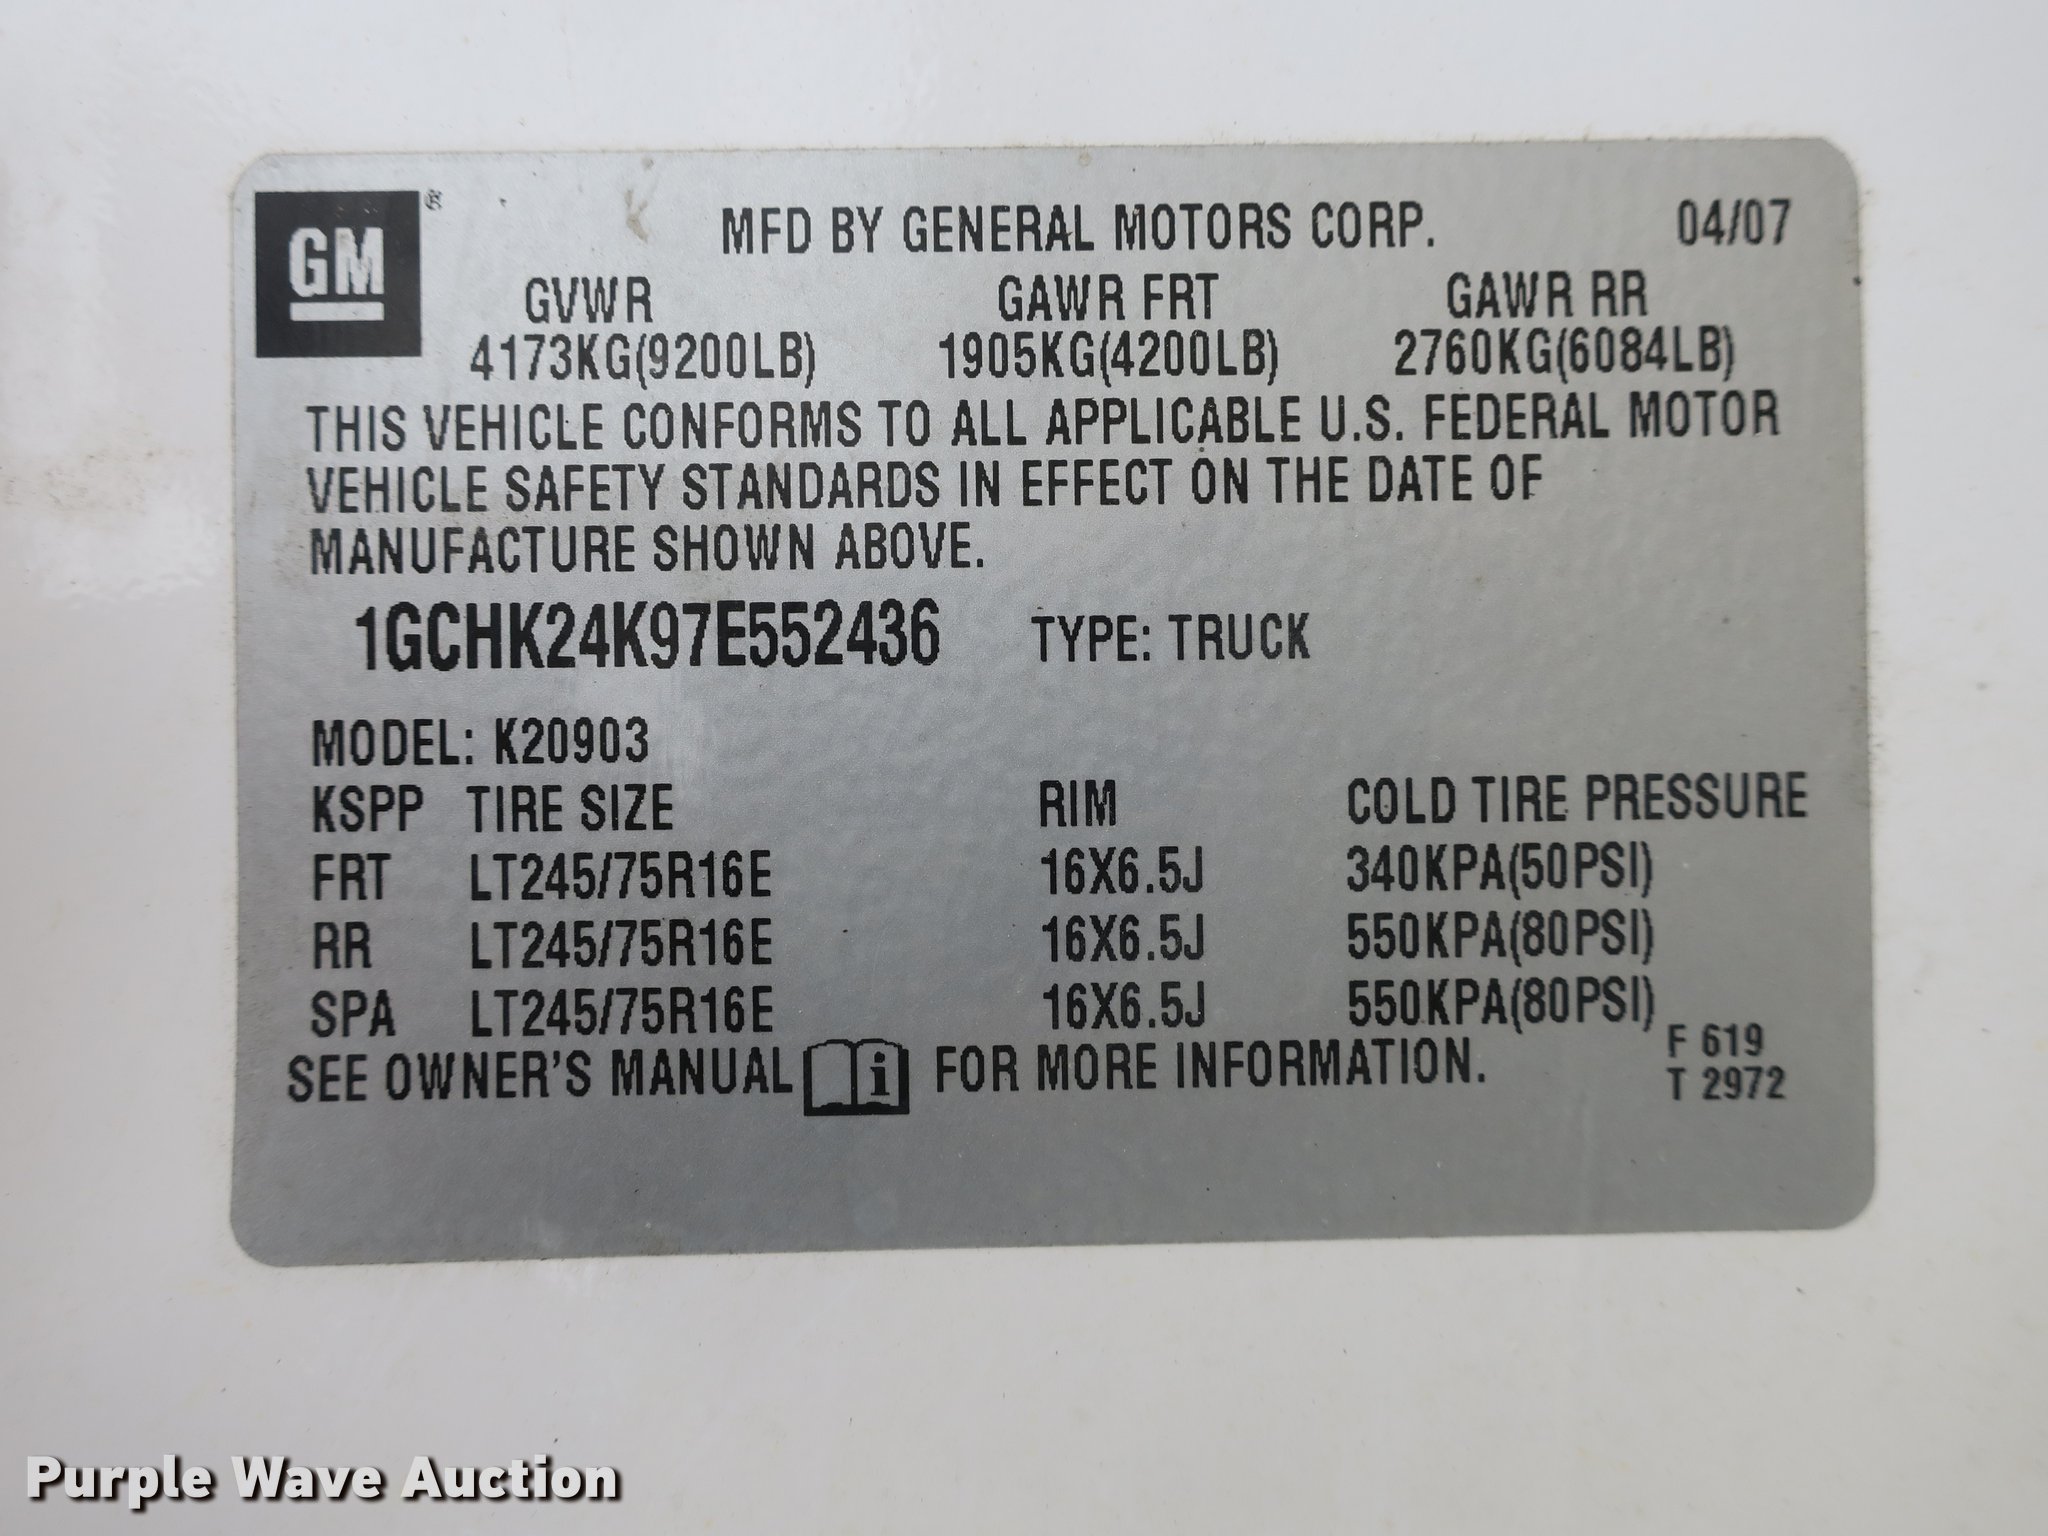 GM®
MFD BY GENERAL MOTORS CORP. 04/07
GVWR GAWR FRT GAWR RR
4173KG(9200LB) 1905KG(4200LB) 2760KG(6084LB)
THIS VEHICLE CONFORMS TO ALL APPLICABLE U.S. FEDERAL MOTOR
VEHICLE SAFETY STANDARDS IN EFFECT ON THE DATE OF
MANUFACTURE SHOWN ABOVE.
1GCHK24K97E552436 TYPE: TRUCK
MODEL: K20903
KSPP TIRE SIZE RIM COLD TIRE PRESSURE
FRT LT245/75R16E 16X6.5J 340KPA(50PSI)
RR LT245/75R16E 16X6.5J 550KPA(80PSI)
SPA LT245/75R16E 16X6.5J 550KPA(80PSI)
SEE OWNER'S MANUAL i FOR MORE INFORMATION.
F 619
T 2972
Purple Wave Auction